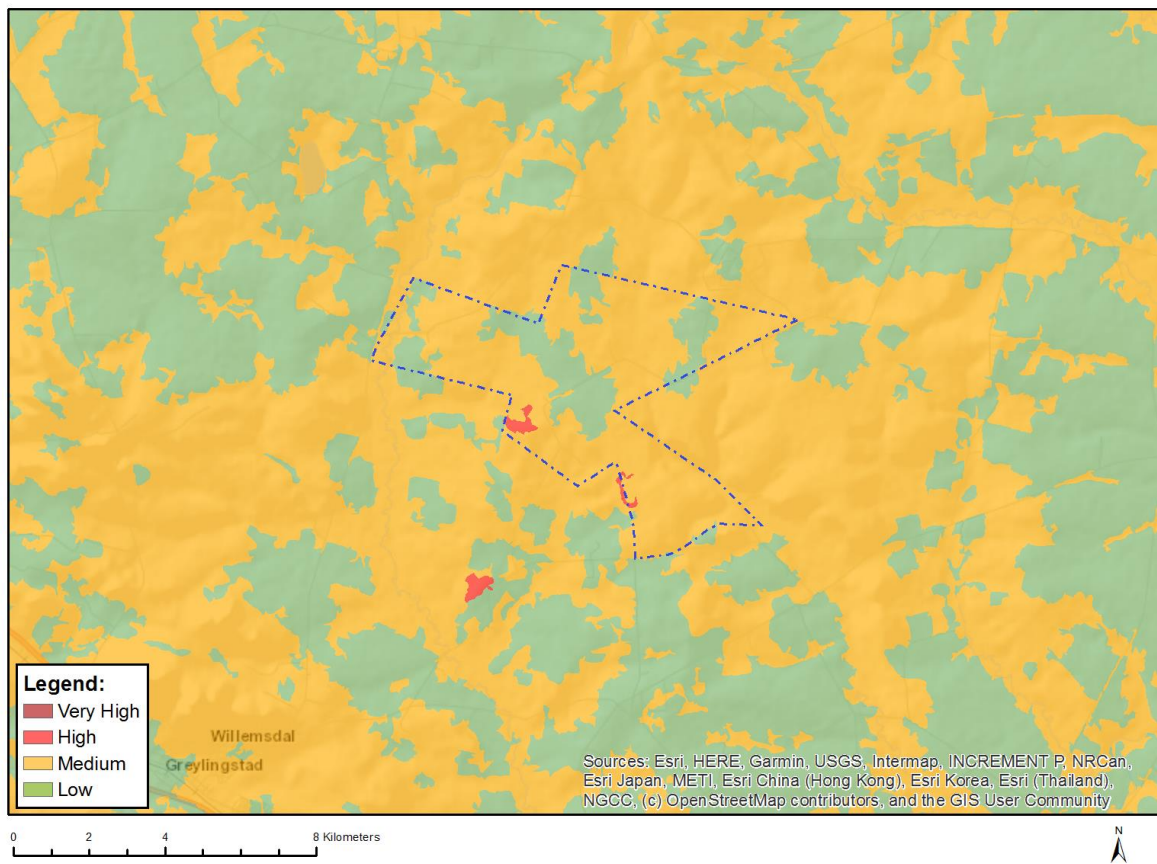 Legend:
Very High
High
Medium
Low
Willemsdal
Greylingstad
Sources: Esri, HERE, Garmin, USGS, Intermap, INCREMENT P, NRCan,
Esri Japan, METI, Esri China (Hong Kong), Esri Korea, Esri (Thailand),
NGCC, (c) OpenStreetMap contributors, and the GIS User Community
0 2 4 8 Kilometers
N